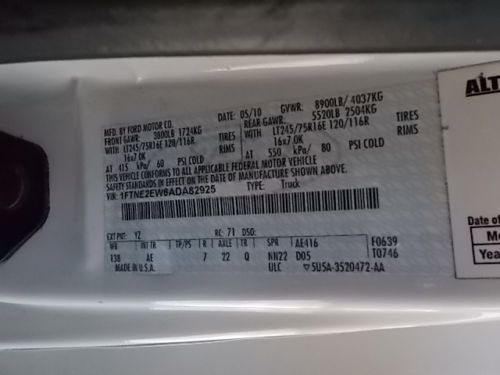 MFD. BY FORD MOTOR CO.
05/10 GVWR: 8900LB/ 4037KG
FRONT GAWR: 3800LB 1724KG
REAR GAWR: 5520LB 2504KG
WITH LT245/75R16E 120/116R TIRES
WITH LT245/75R16E 120/116R TIRES
16x7.0K RIMS
16x7.0K RIMS
AT 415 kPa/ 60 PSI COLD
AT 550 kPa/ 80 PSI COLD
THIS VEHICLE CONFORMS TO ALL APPLICABLE FEDERAL MOTOR VEHICLE
SAFETY STANDARDS IN EFFECT ON THE DATE OF MANUFACTURE SHOWN ABOVE.
VIN: 1FTNE2EW6ADA82925
TYPE: Truck
EXT PNT: YZ RC: 71 DSO:
WB INT TR TP/PS R AXLE TR SPR AE416 F0639
138 AE 7 22 Q NN22 D05 T0746
MADE IN U.S.A. ULC 5U5A-3520472-AA
ALT
Year